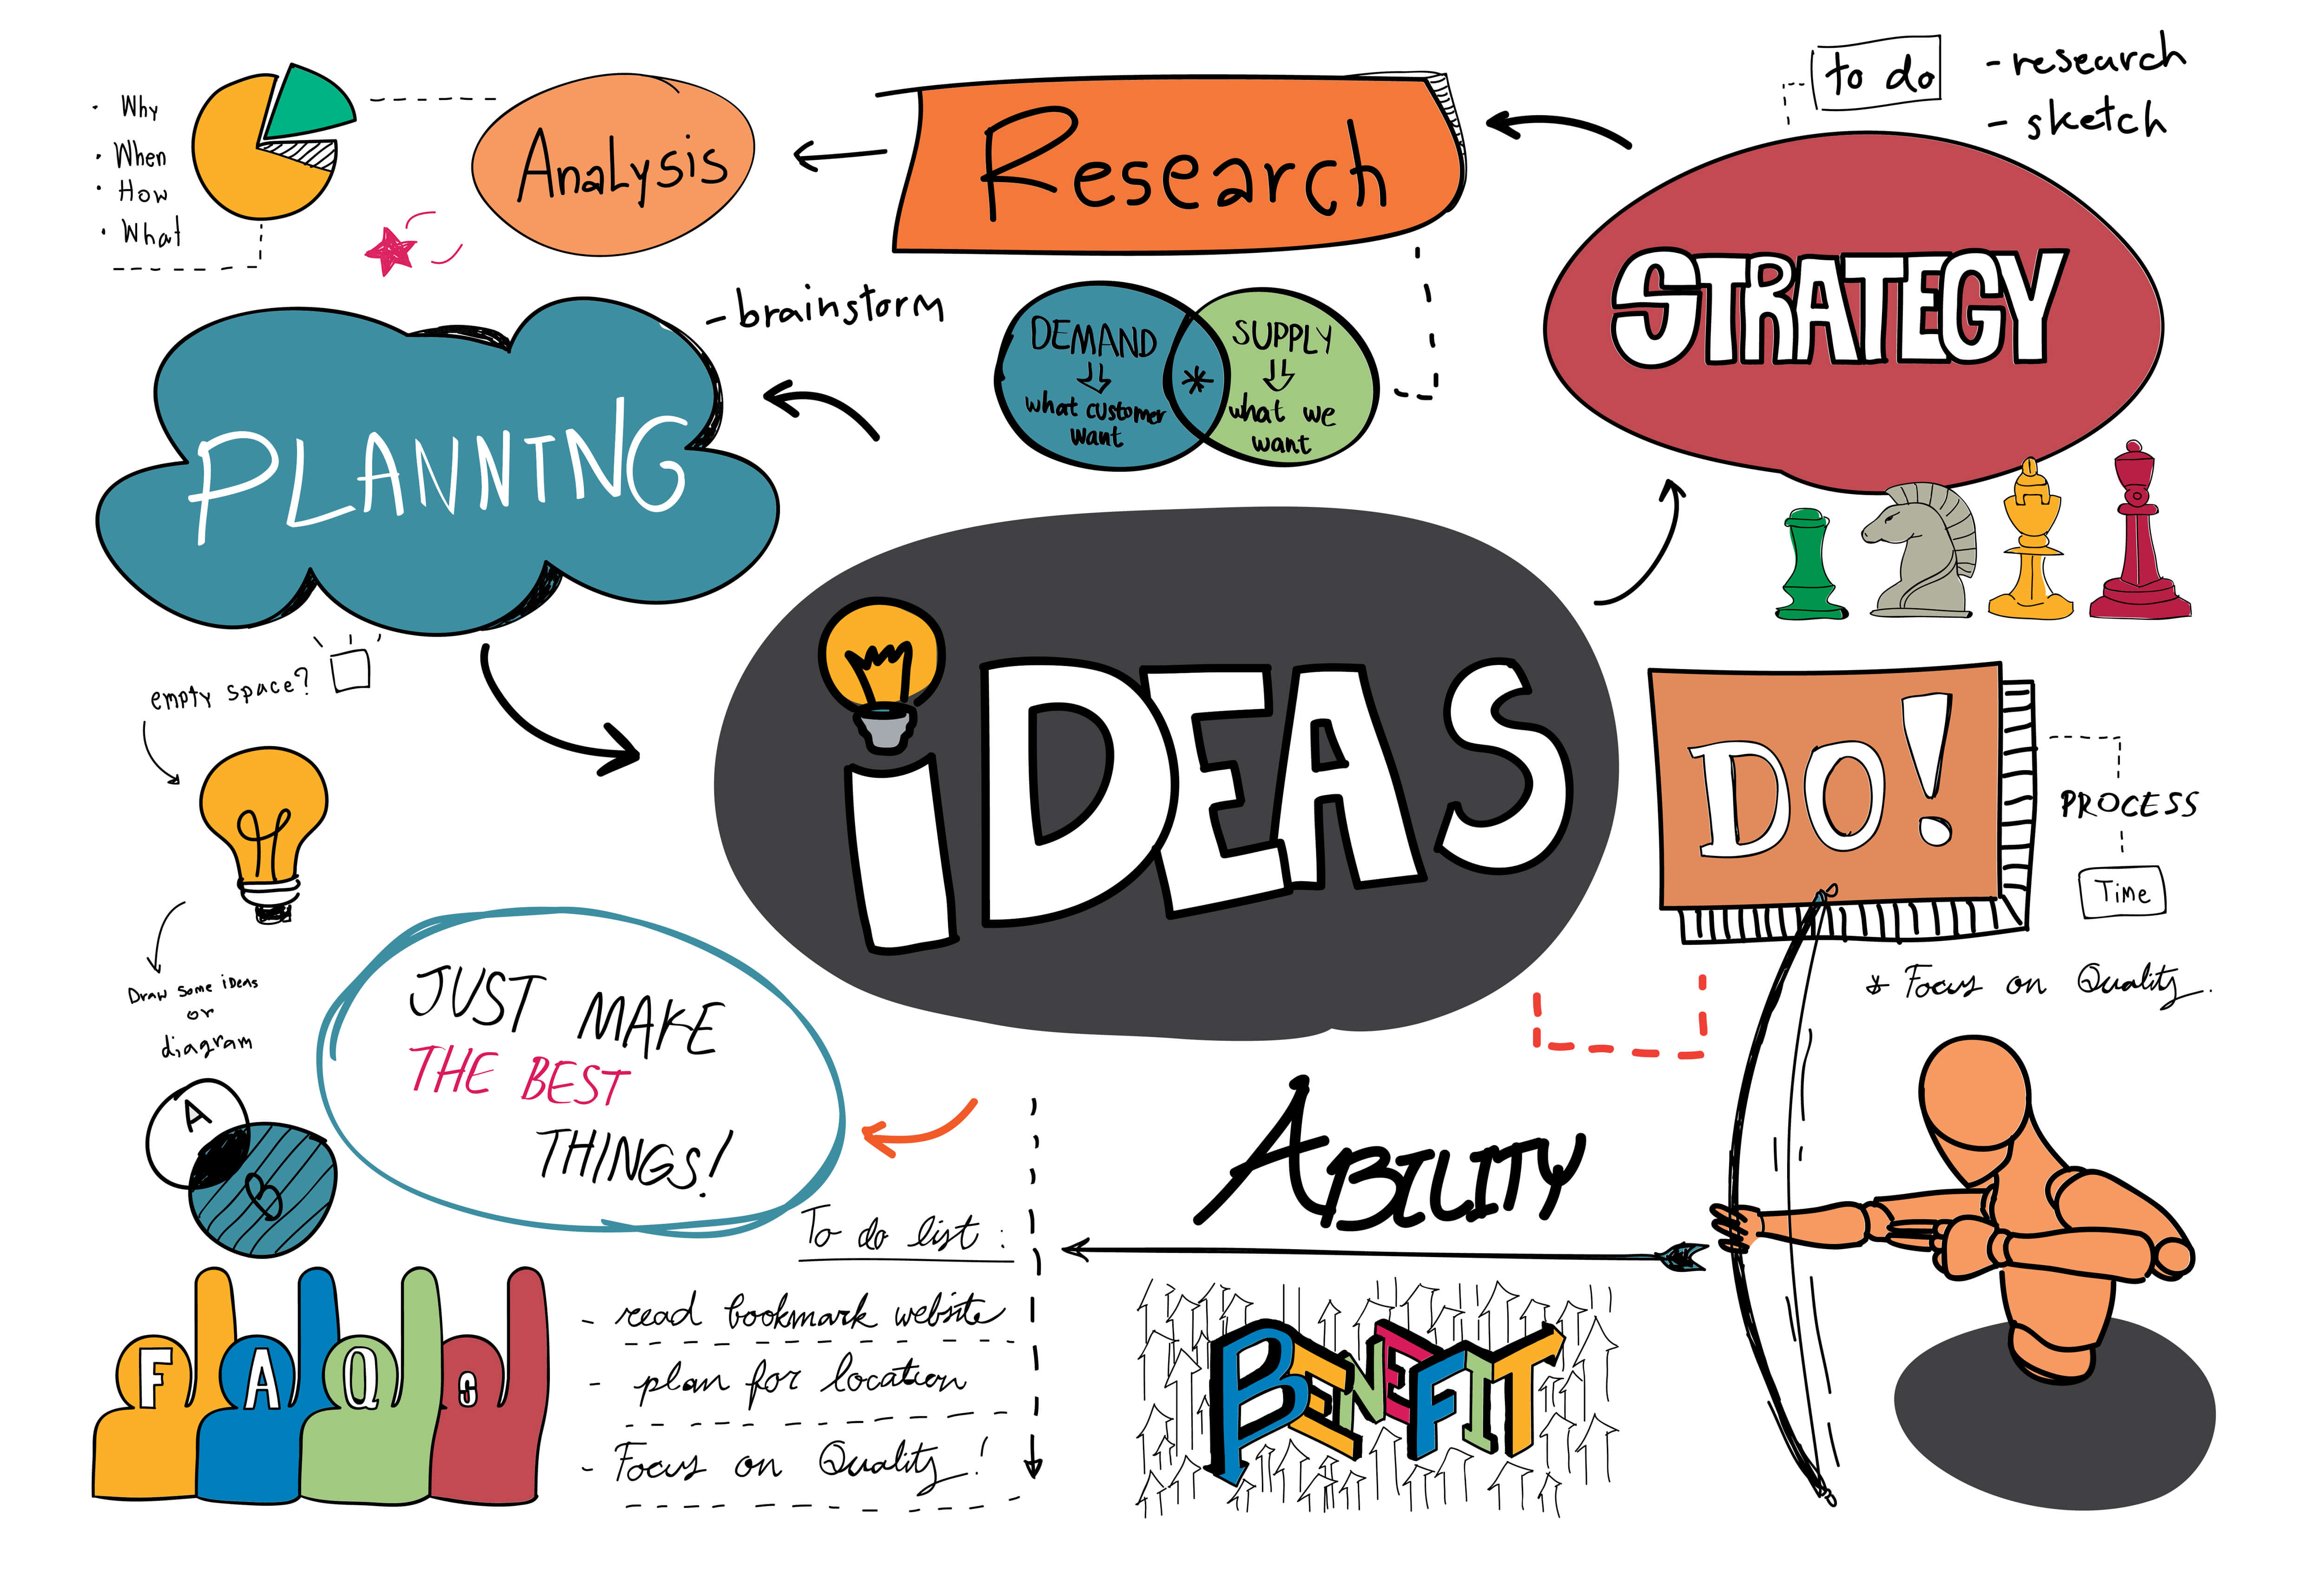 to do
- research
- sketch
• Why
• When
• How
• What
Analysis
Research
STRATEGY
- brainstorm
DEMAND
what customer
want
*
SUPPLY
what we
want
PLANNING
empty space?
iDEAS
DO!
PROCESS
Time
* Focus on Quality.
Draw some iDeas
or
diagram
A
B
JUST MAKE
THE BEST
THINGS!
ABILITY
To do list :
- read bookmark website
- plan for location
- Focus on Quality!
FAQs
BENEFIT